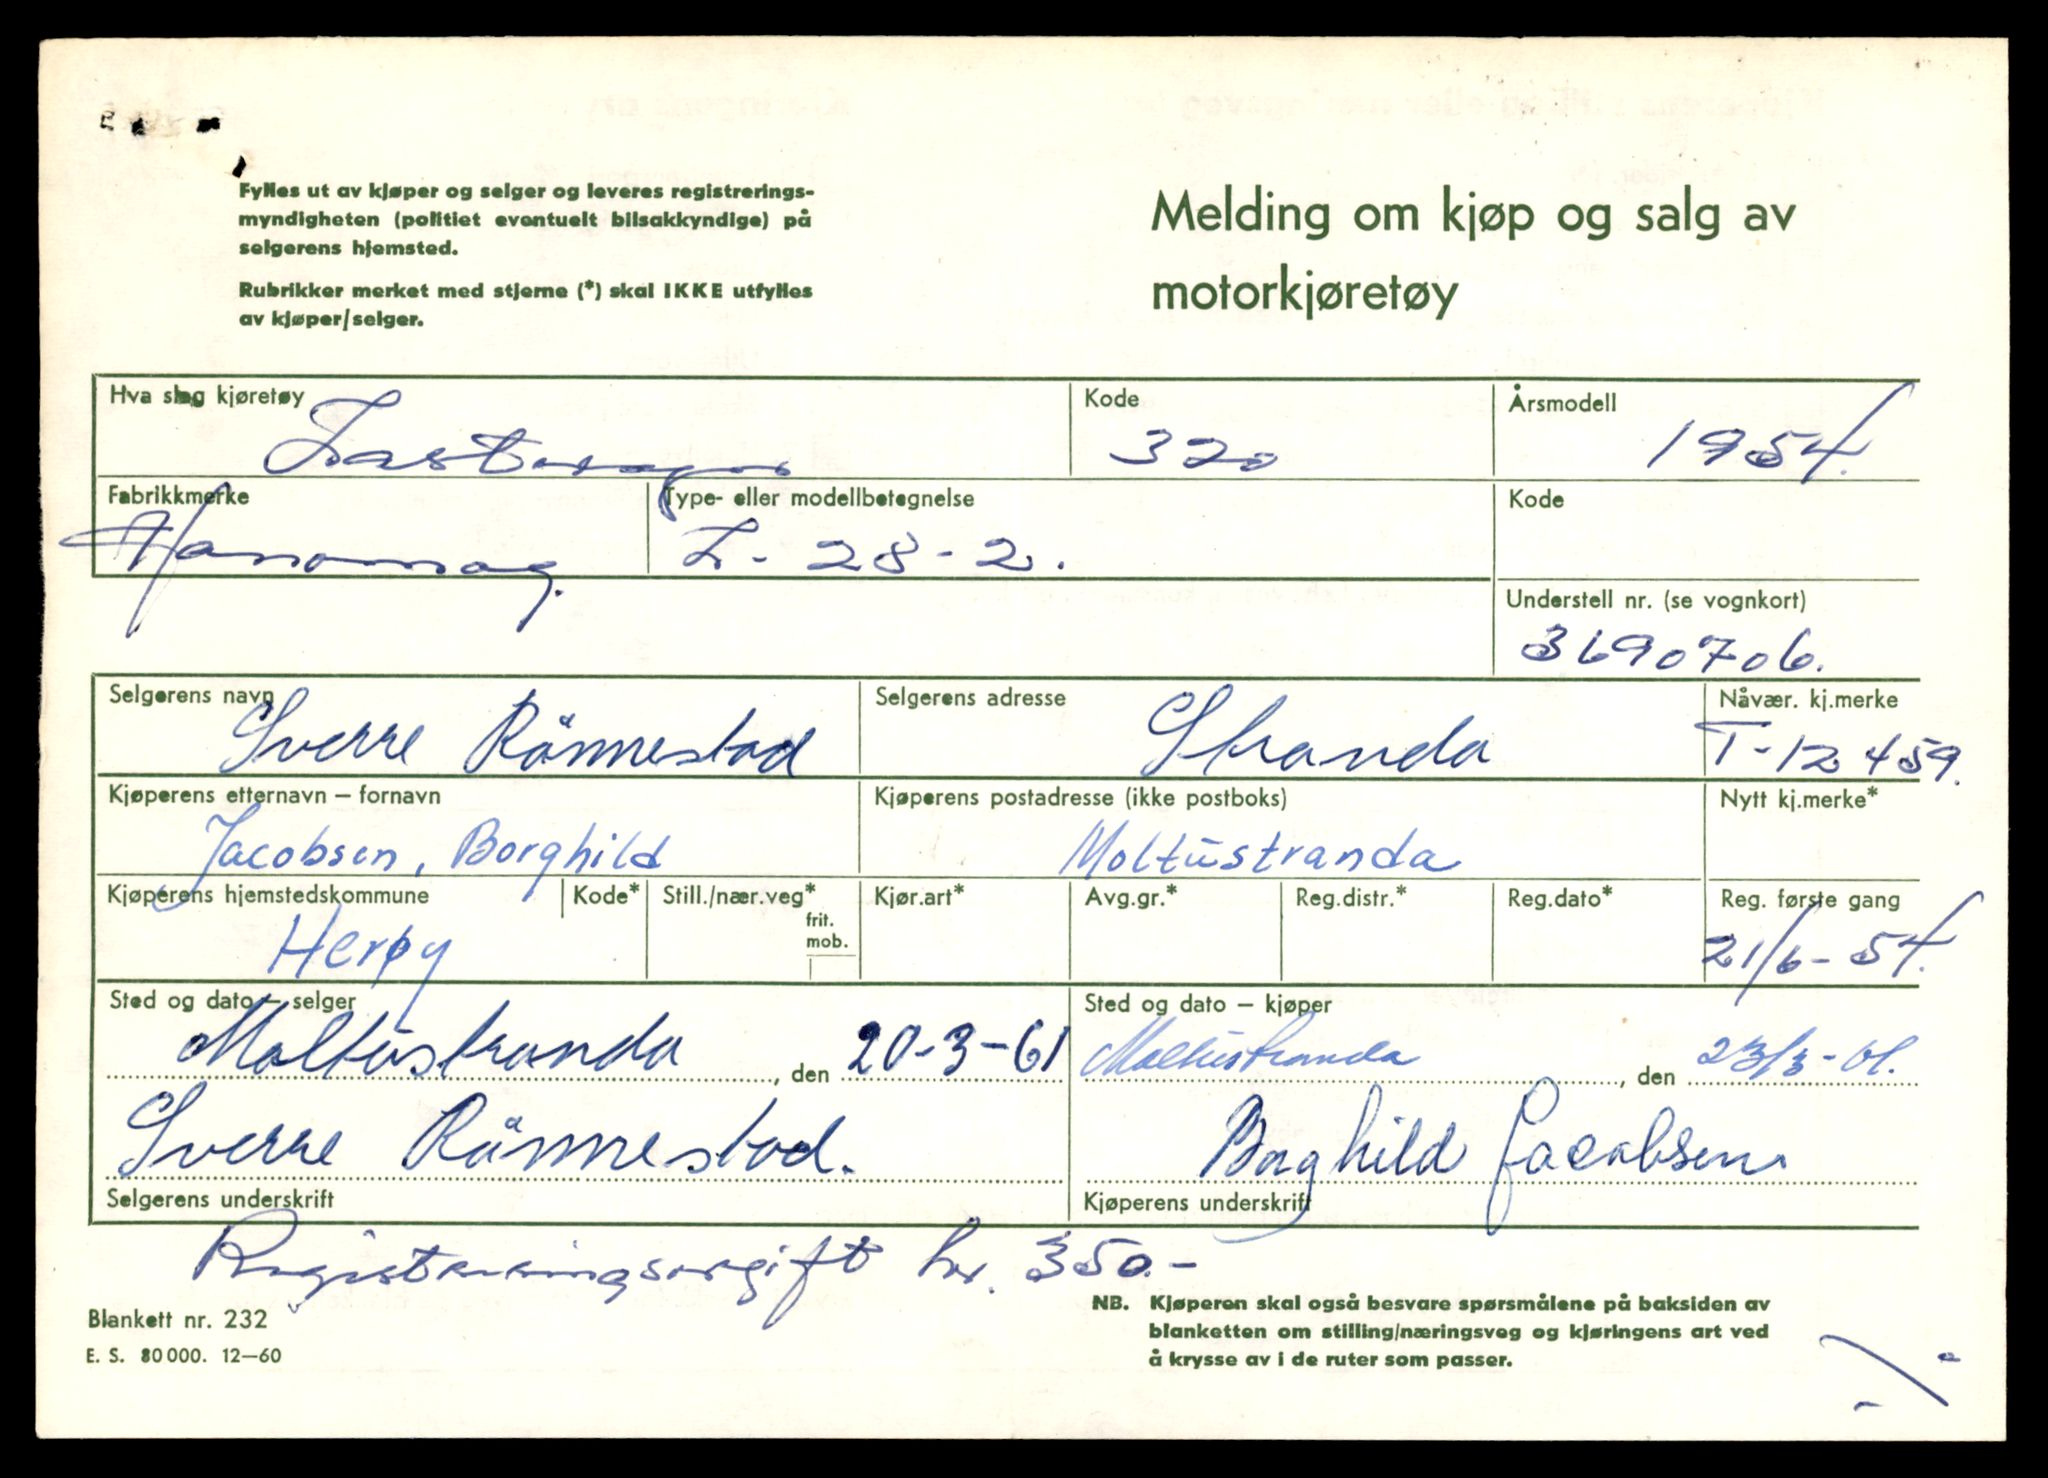 Fylles ut av kjøper og selger og leveres registrerings-
myndigheten (politiet eventuelt bilsakkyndige) på
selgerens hjemsted.
Rubrikker merket med stjerne (*) skal IKKE utfylles
av kjøper/selger.
Melding om kjøp og salg av
motorkjøretøy
Hva slag kjøretøy Lastevogn
Kode 320
Årsmodell 1954.
Fabrikkmerke Hanomag.
Type- eller modellbetegnelse L-28-2.
Kode
Understell nr. (se vognkort)
3690706.
Selgerens navn Sverre Rånnestad
Selgerens adresse Stranda
Nåvær. kj.merke T-12459.
Kjøperens etternavn – fornavn
Jacobsen, Borghild
Kjøperens postadresse (ikke postboks)
Moltustranda
Nytt kj.merke*
Kjøperens hjemstedskommune Herøy
Kode*
Still./nær.veg*
frit.
mob.
Kjør.art*
Avg.gr.*
Reg.distr.*
Reg.dato*
Reg. første gang 21/6-54.
Sted og dato – selger
Moltustranda, den 20-3-61
Sverre Rånnestad.
Selgerens underskrift
Sted og dato – kjøper
Moltustranda, den 23/3-61.
Borghild Jacobsen
Kjøperens underskrift
Registreringsavgift kr. 350.-
Blankett nr. 232
E. S. 80 000. 12—60
NB. Kjøperen skal også besvare spørsmålene på baksiden av
blanketten om stilling/næringsveg og kjøringens art ved
å krysse av i de ruter som passer.